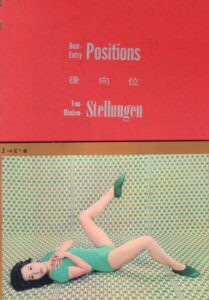 Rear-
Entry Positions
後向位
Von-
Hinten- Stellungen